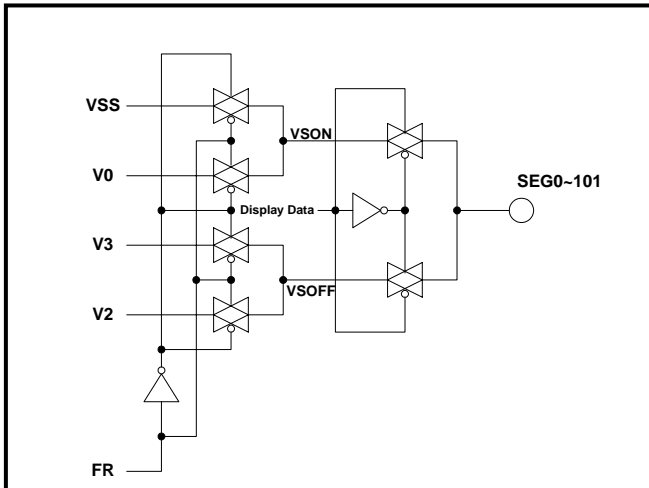 VSS
VSON
V0
SEG0~101
Display Data
V3
VSOFF
V2
FR